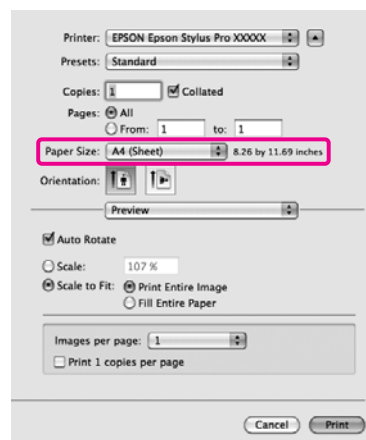 Printer: EPSON Epson Stylus Pro XXXXX
Presets: Standard
Copies: 1 Collated
Pages: All
From: 1 to: 1
Paper Size: A4 (Sheet) 8.26 by 11.69 inches
Orientation:
Preview
Auto Rotate
Scale: 107 %
Scale to Fit: Print Entire Image
Fill Entire Paper
Images per page: 1
Print 1 copies per page
Cancel Print